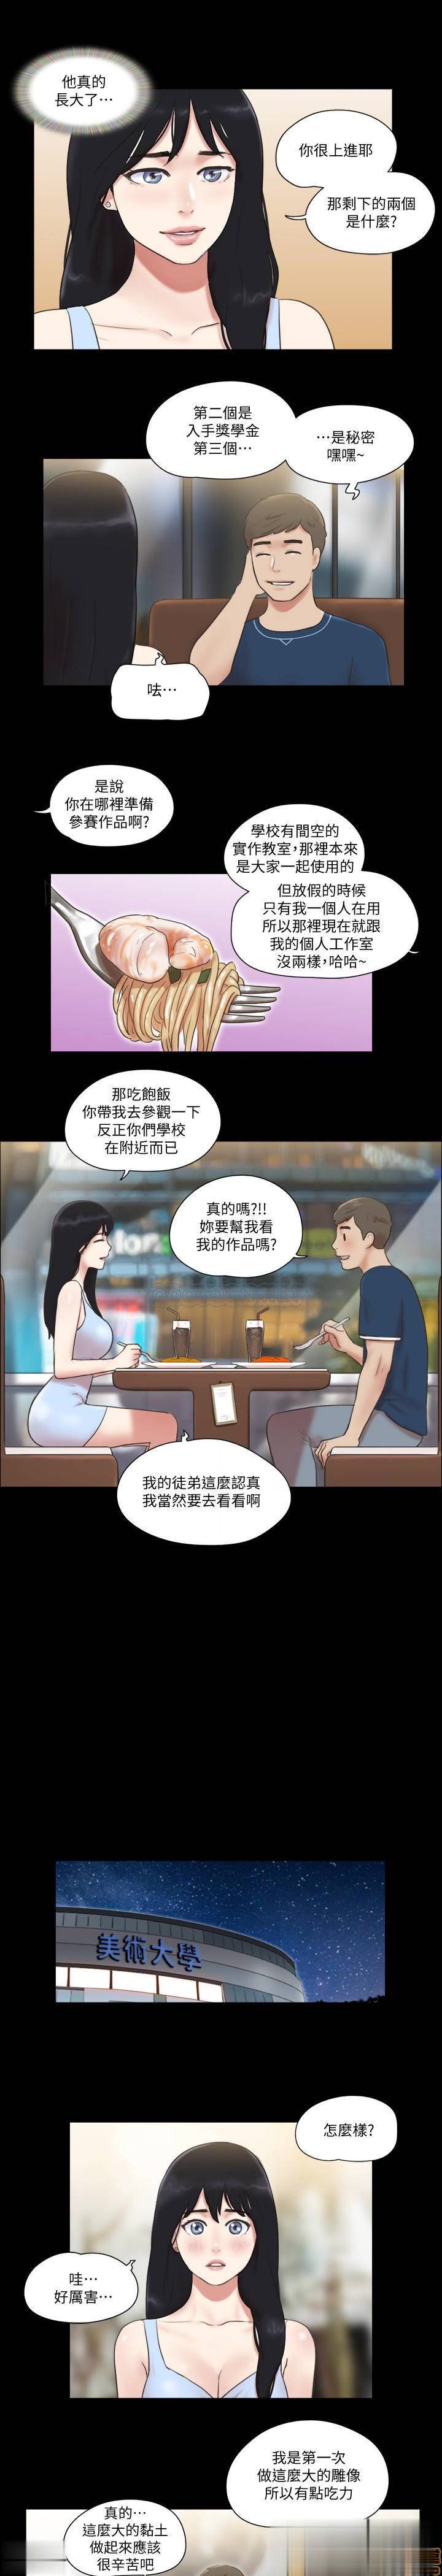 他真的
長大了…
你很上進耶
那剩下的兩個
是什麼?
第二個是
入手獎學金
第三個…
…是秘密
嘿嘿~
呿…
是說
你在哪裡準備
參賽作品啊?
學校有間空的
實作教室,那裡本來
是大家一起使用的
但放假的時候
只有我一個人在用
所以那裡現在就跟
我的個人工作室
沒兩樣,哈哈~
那吃飽飯
你帶我去參觀一下
反正你們學校
在附近而已
真的嗎?!!
妳要幫我看
我的作品嗎?
我的徒弟這麼認真
我當然要去看看啊
美術大學
怎麼樣?
哇…
好厲害…
我是第一次
做這麼大的雕像
所以有點吃力
真的…
這麼大的黏土
做起來應該
很辛苦吧